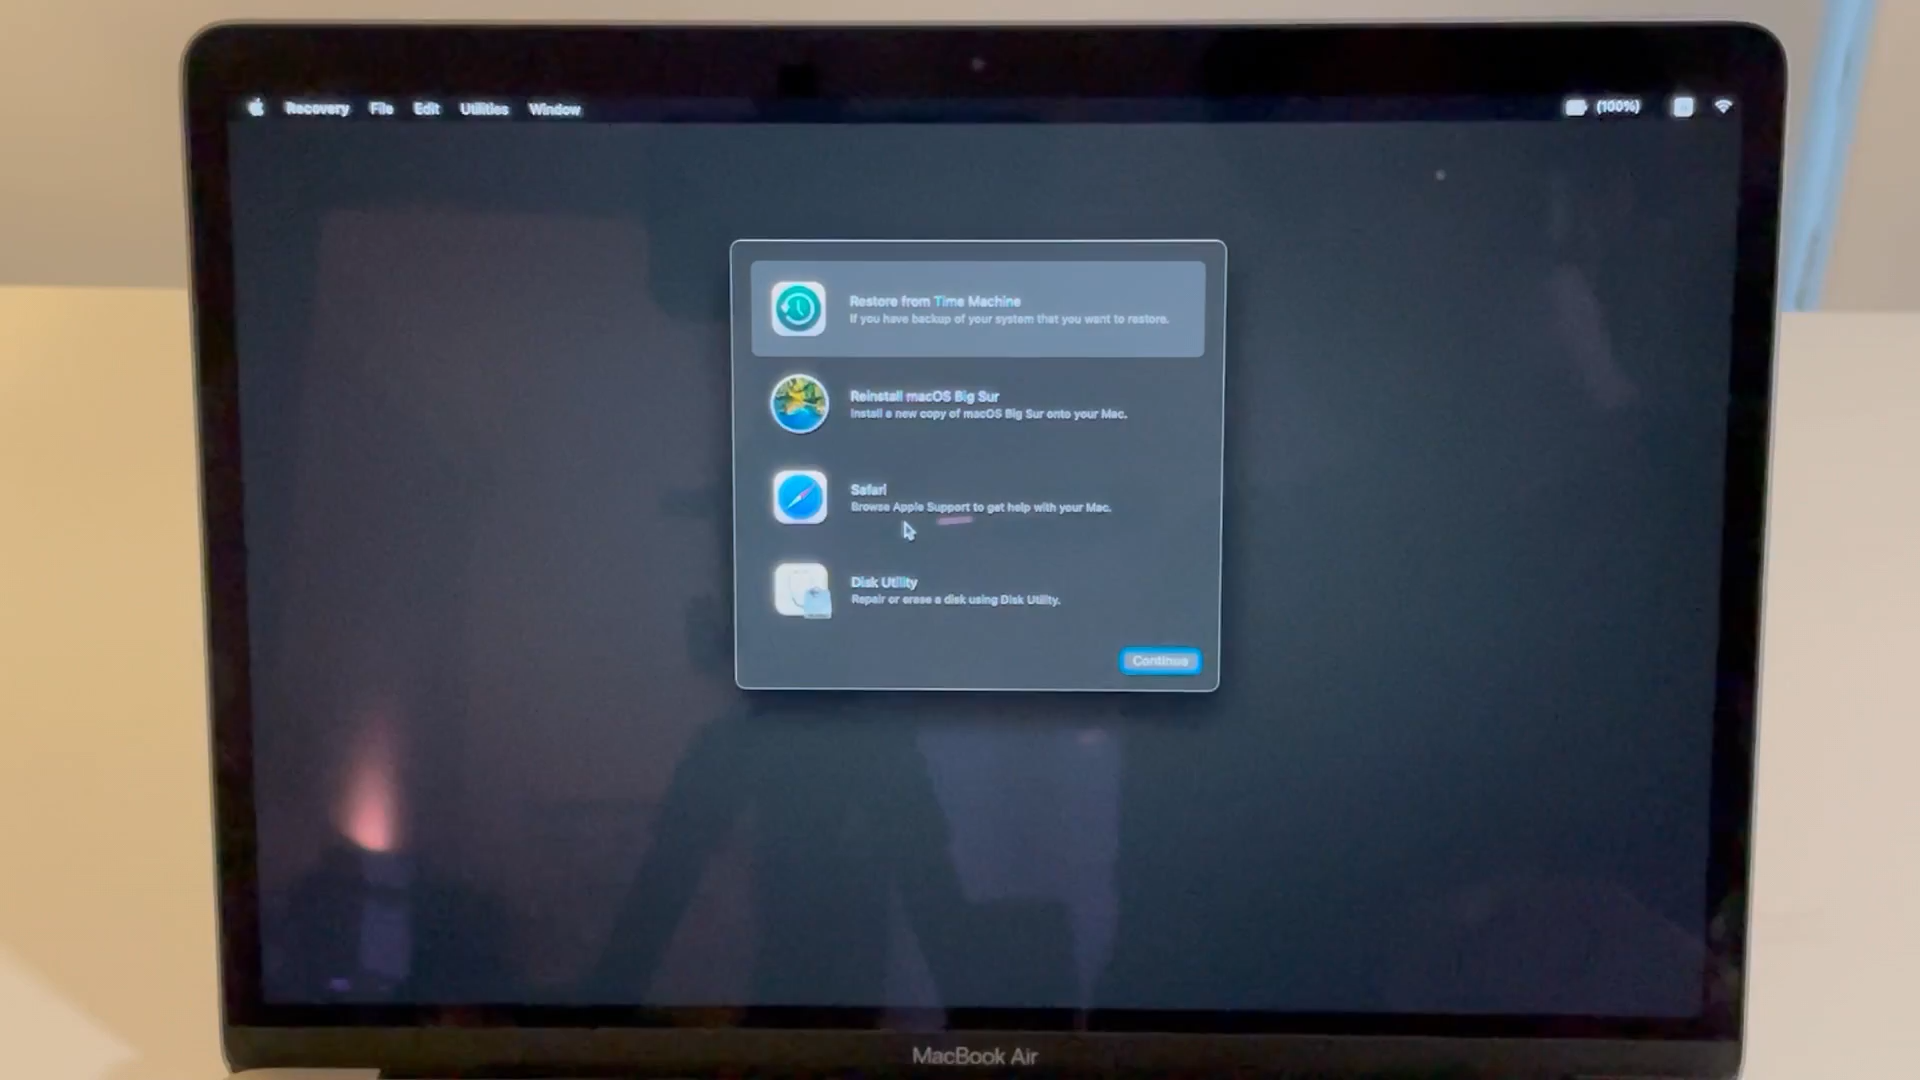 Recovery File Edit Utilities Window (100%)
Restore from Time Machine
If you have backup of your system that you want to restore.
Reinstall macOS Big Sur
Install a new copy of macOS Big Sur onto your Mac.
Safari
Browse Apple Support to get help with your Mac.
Disk Utility
Repair or erase a disk using Disk Utility.
Continue
MacBook Air